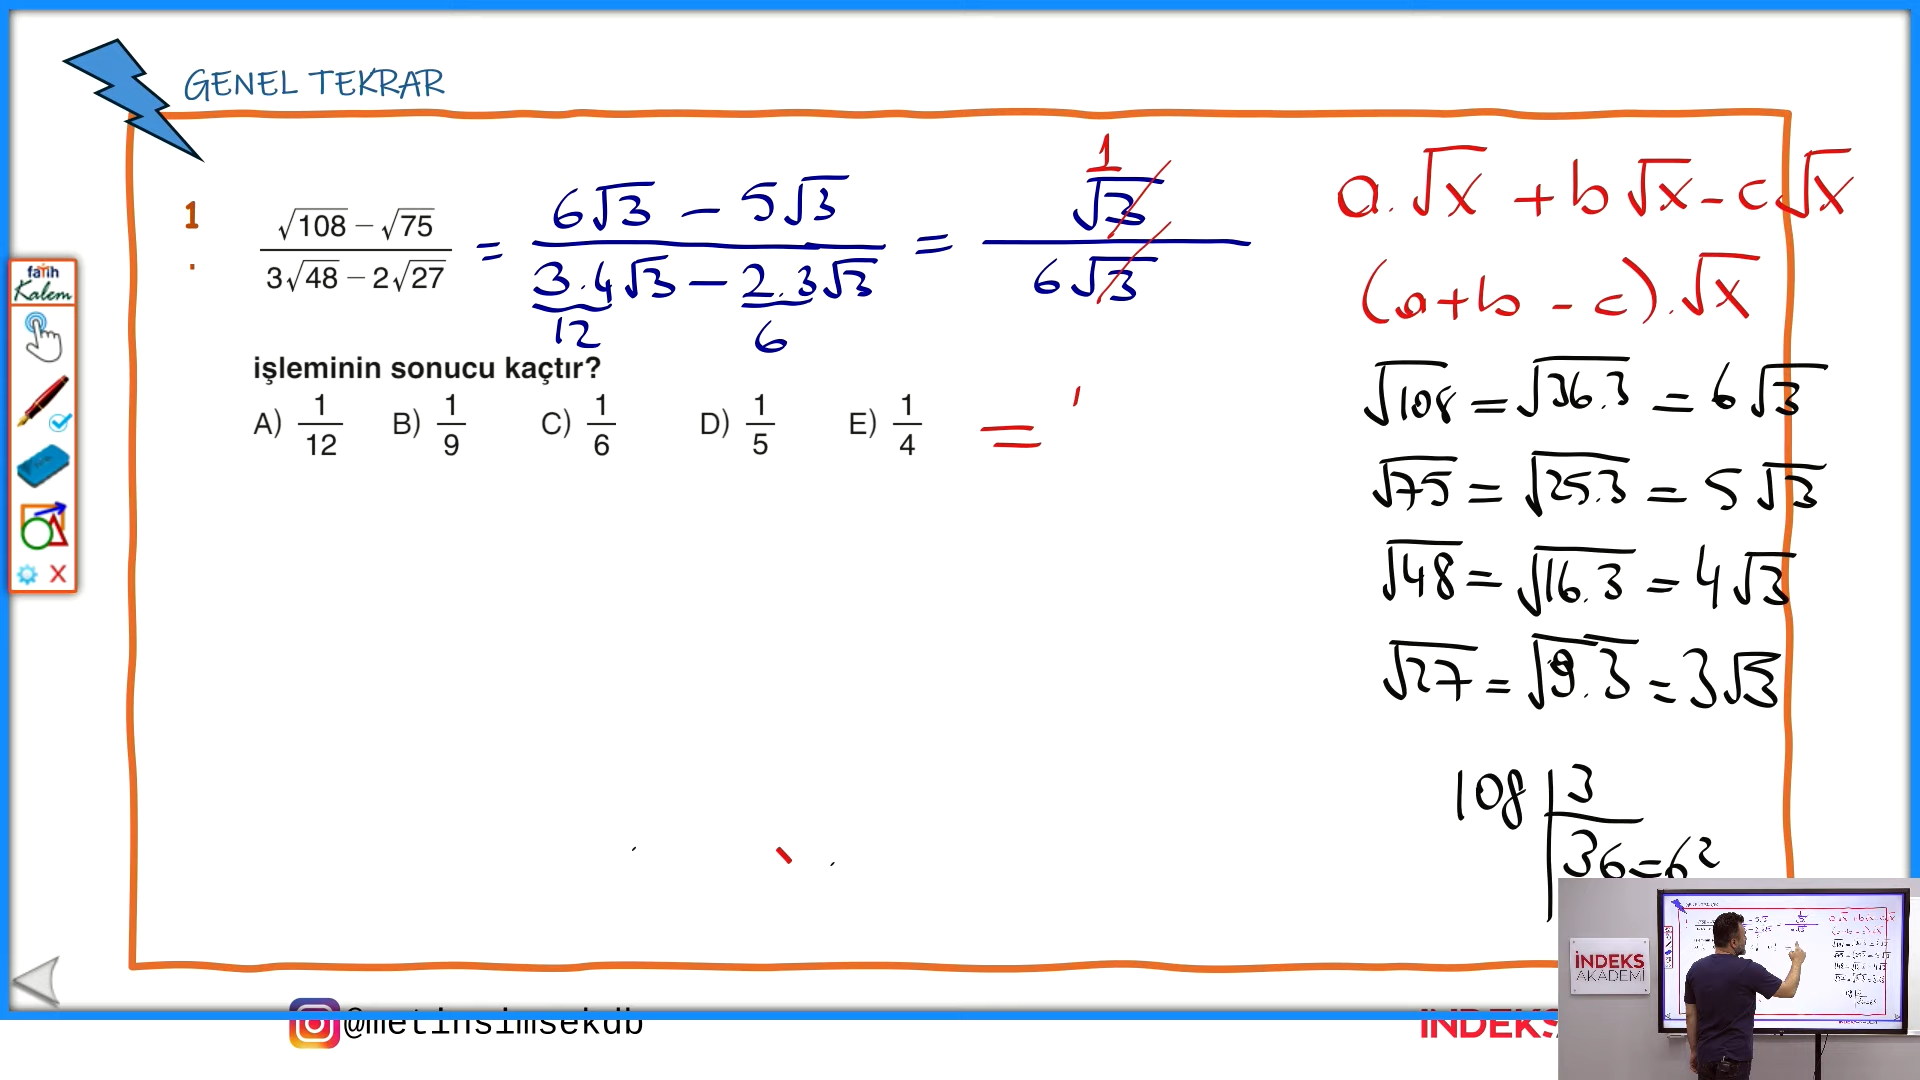 GENEL TEKRAR
1
.
√108 − √75 / 3√48 − 2√27 = 6√3 − 5√3 / 3.4√3 − 2.3√3 = √3 / 6√3
12 6
1
işleminin sonucu kaçtır?
A) 1/12 B) 1/9 C) 1/6 D) 1/5 E) 1/4
=
a.√x + b√x - c√x
(a+b - c).√x
√108 = √36.3 = 6√3
√75 = √25.3 = 5√3
√48 = √16.3 = 4√3
√27 = √9.3 = 3√3
108 | 3
36 = 6²
fatih
Kalem
X
@metinsimsekdb
İNDEKS
AKADEMİ